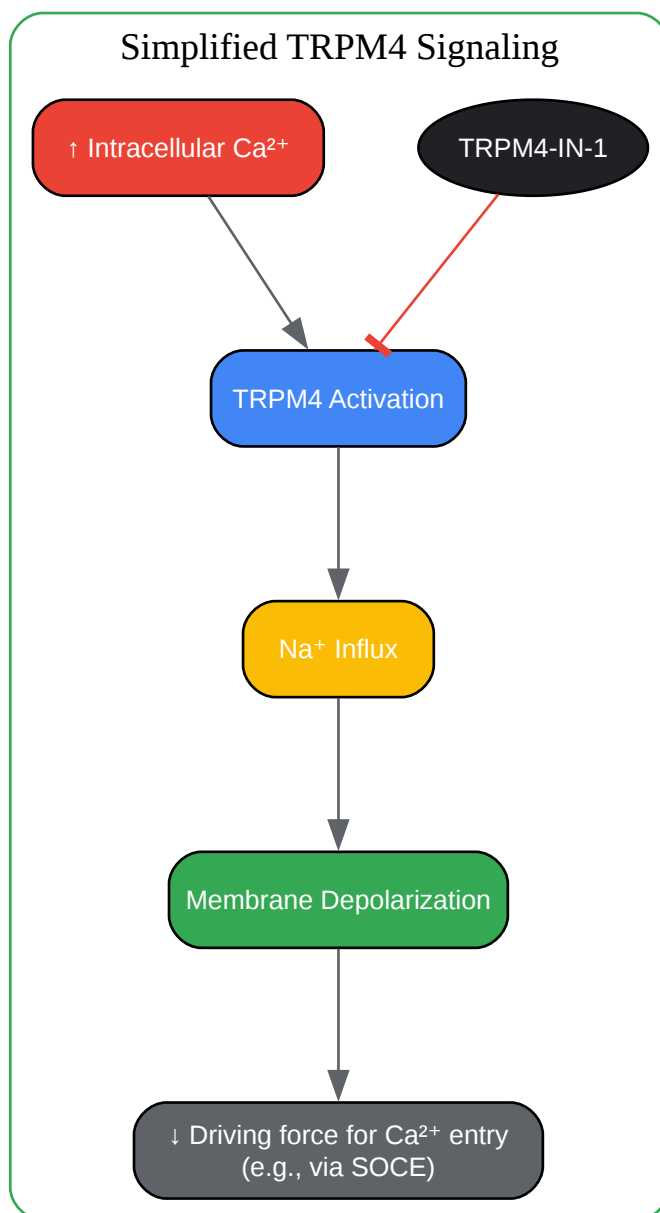 Simplified TRPM4 Signaling
↑ Intracellular Ca²⁺
TRPM4-IN-1
TRPM4 Activation
Na⁺ Influx
Membrane Depolarization
↓ Driving force for Ca²⁺ entry
(e.g., via SOCE)